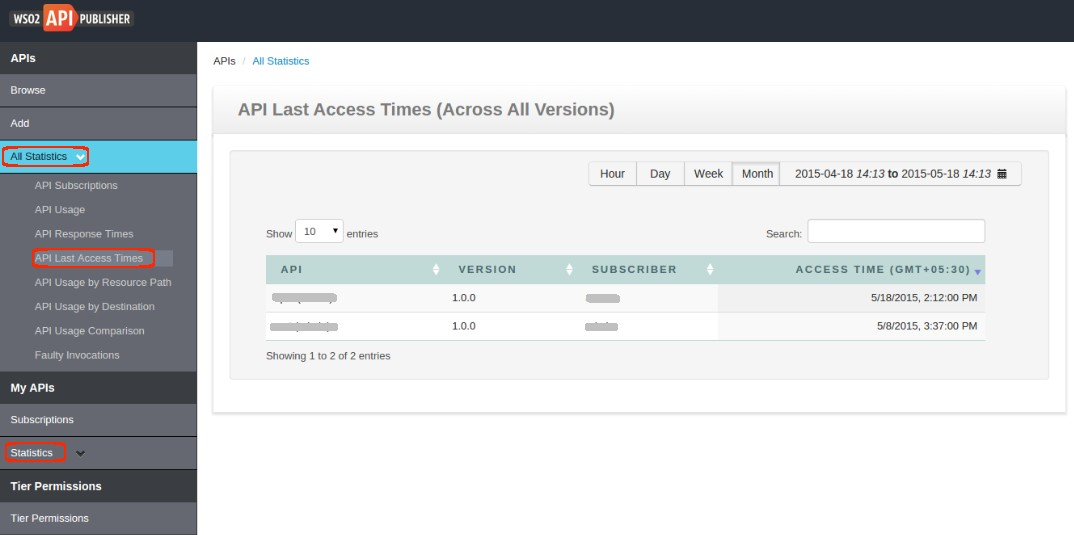 WSO2 API PUBLISHER
APIs
Browse
Add
All Statistics
API Subscriptions
API Usage
API Response Times
API Last Access Times
API Usage by Resource Path
API Usage by Destination
API Usage Comparison
Faulty Invocations
My APIs
Subscriptions
Statistics
Tier Permissions
Tier Permissions
APIs / All Statistics
API Last Access Times (Across All Versions)
Hour Day Week Month 2015-04-18 14:13 to 2015-05-18 14:13
Show 10 entries Search:
API VERSION SUBSCRIBER ACCESS TIME (GMT+05:30)
1.0.0 5/18/2015, 2:12:00 PM
1.0.0 5/8/2015, 3:37:00 PM
Showing 1 to 2 of 2 entries